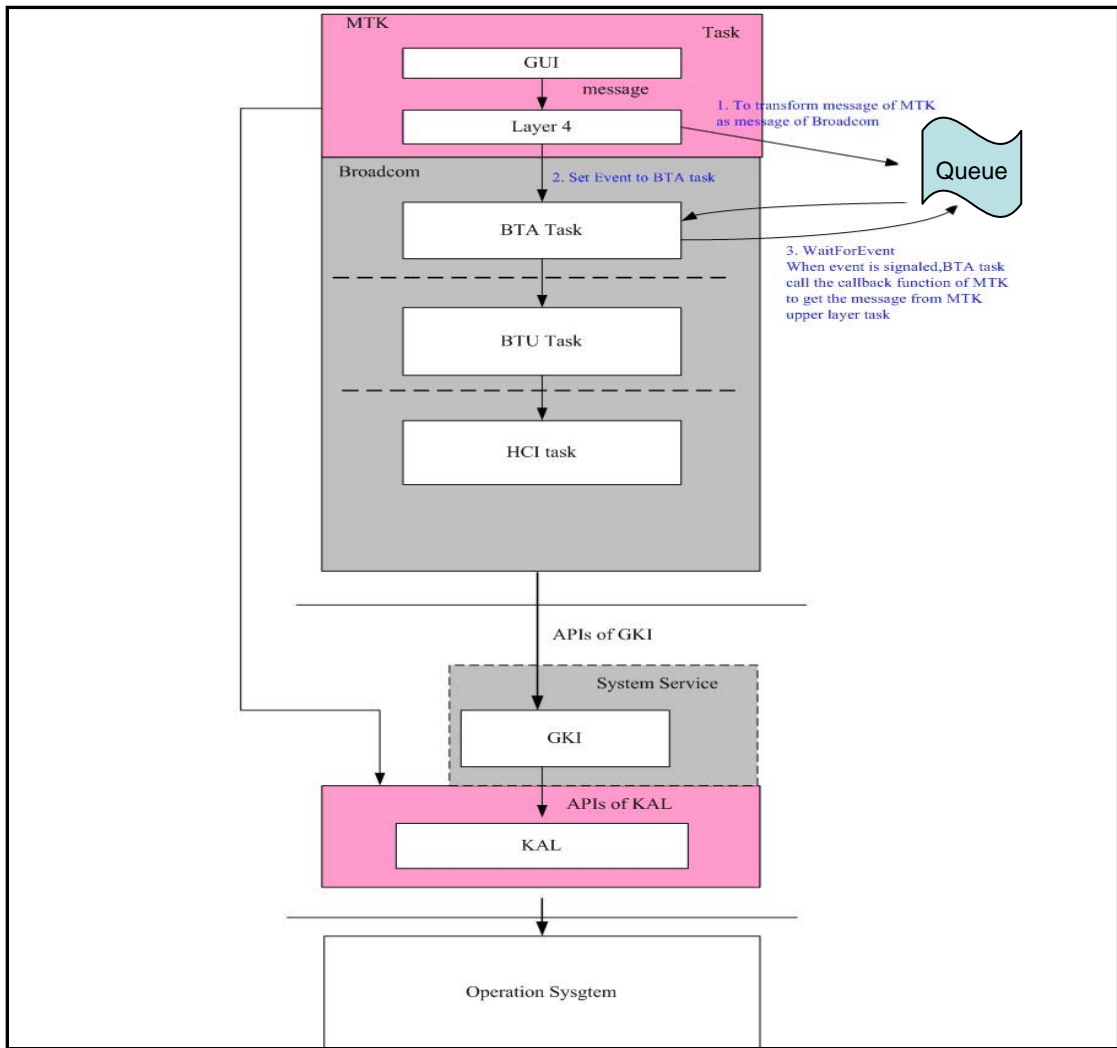 MTK
Task
GUI
message
Layer 4
1. To transform message of MTK
as message of Broadcom
Queue
Broadcom
2. Set Event to BTA task
BTA Task
3. WaitForEvent
When event is signaled,BTA task
call the callback function of MTK
to get the message from MTK
upper layer task
BTU Task
HCI task
APIs of GKI
System Service
GKI
APIs of KAL
KAL
Operation Sysgtem